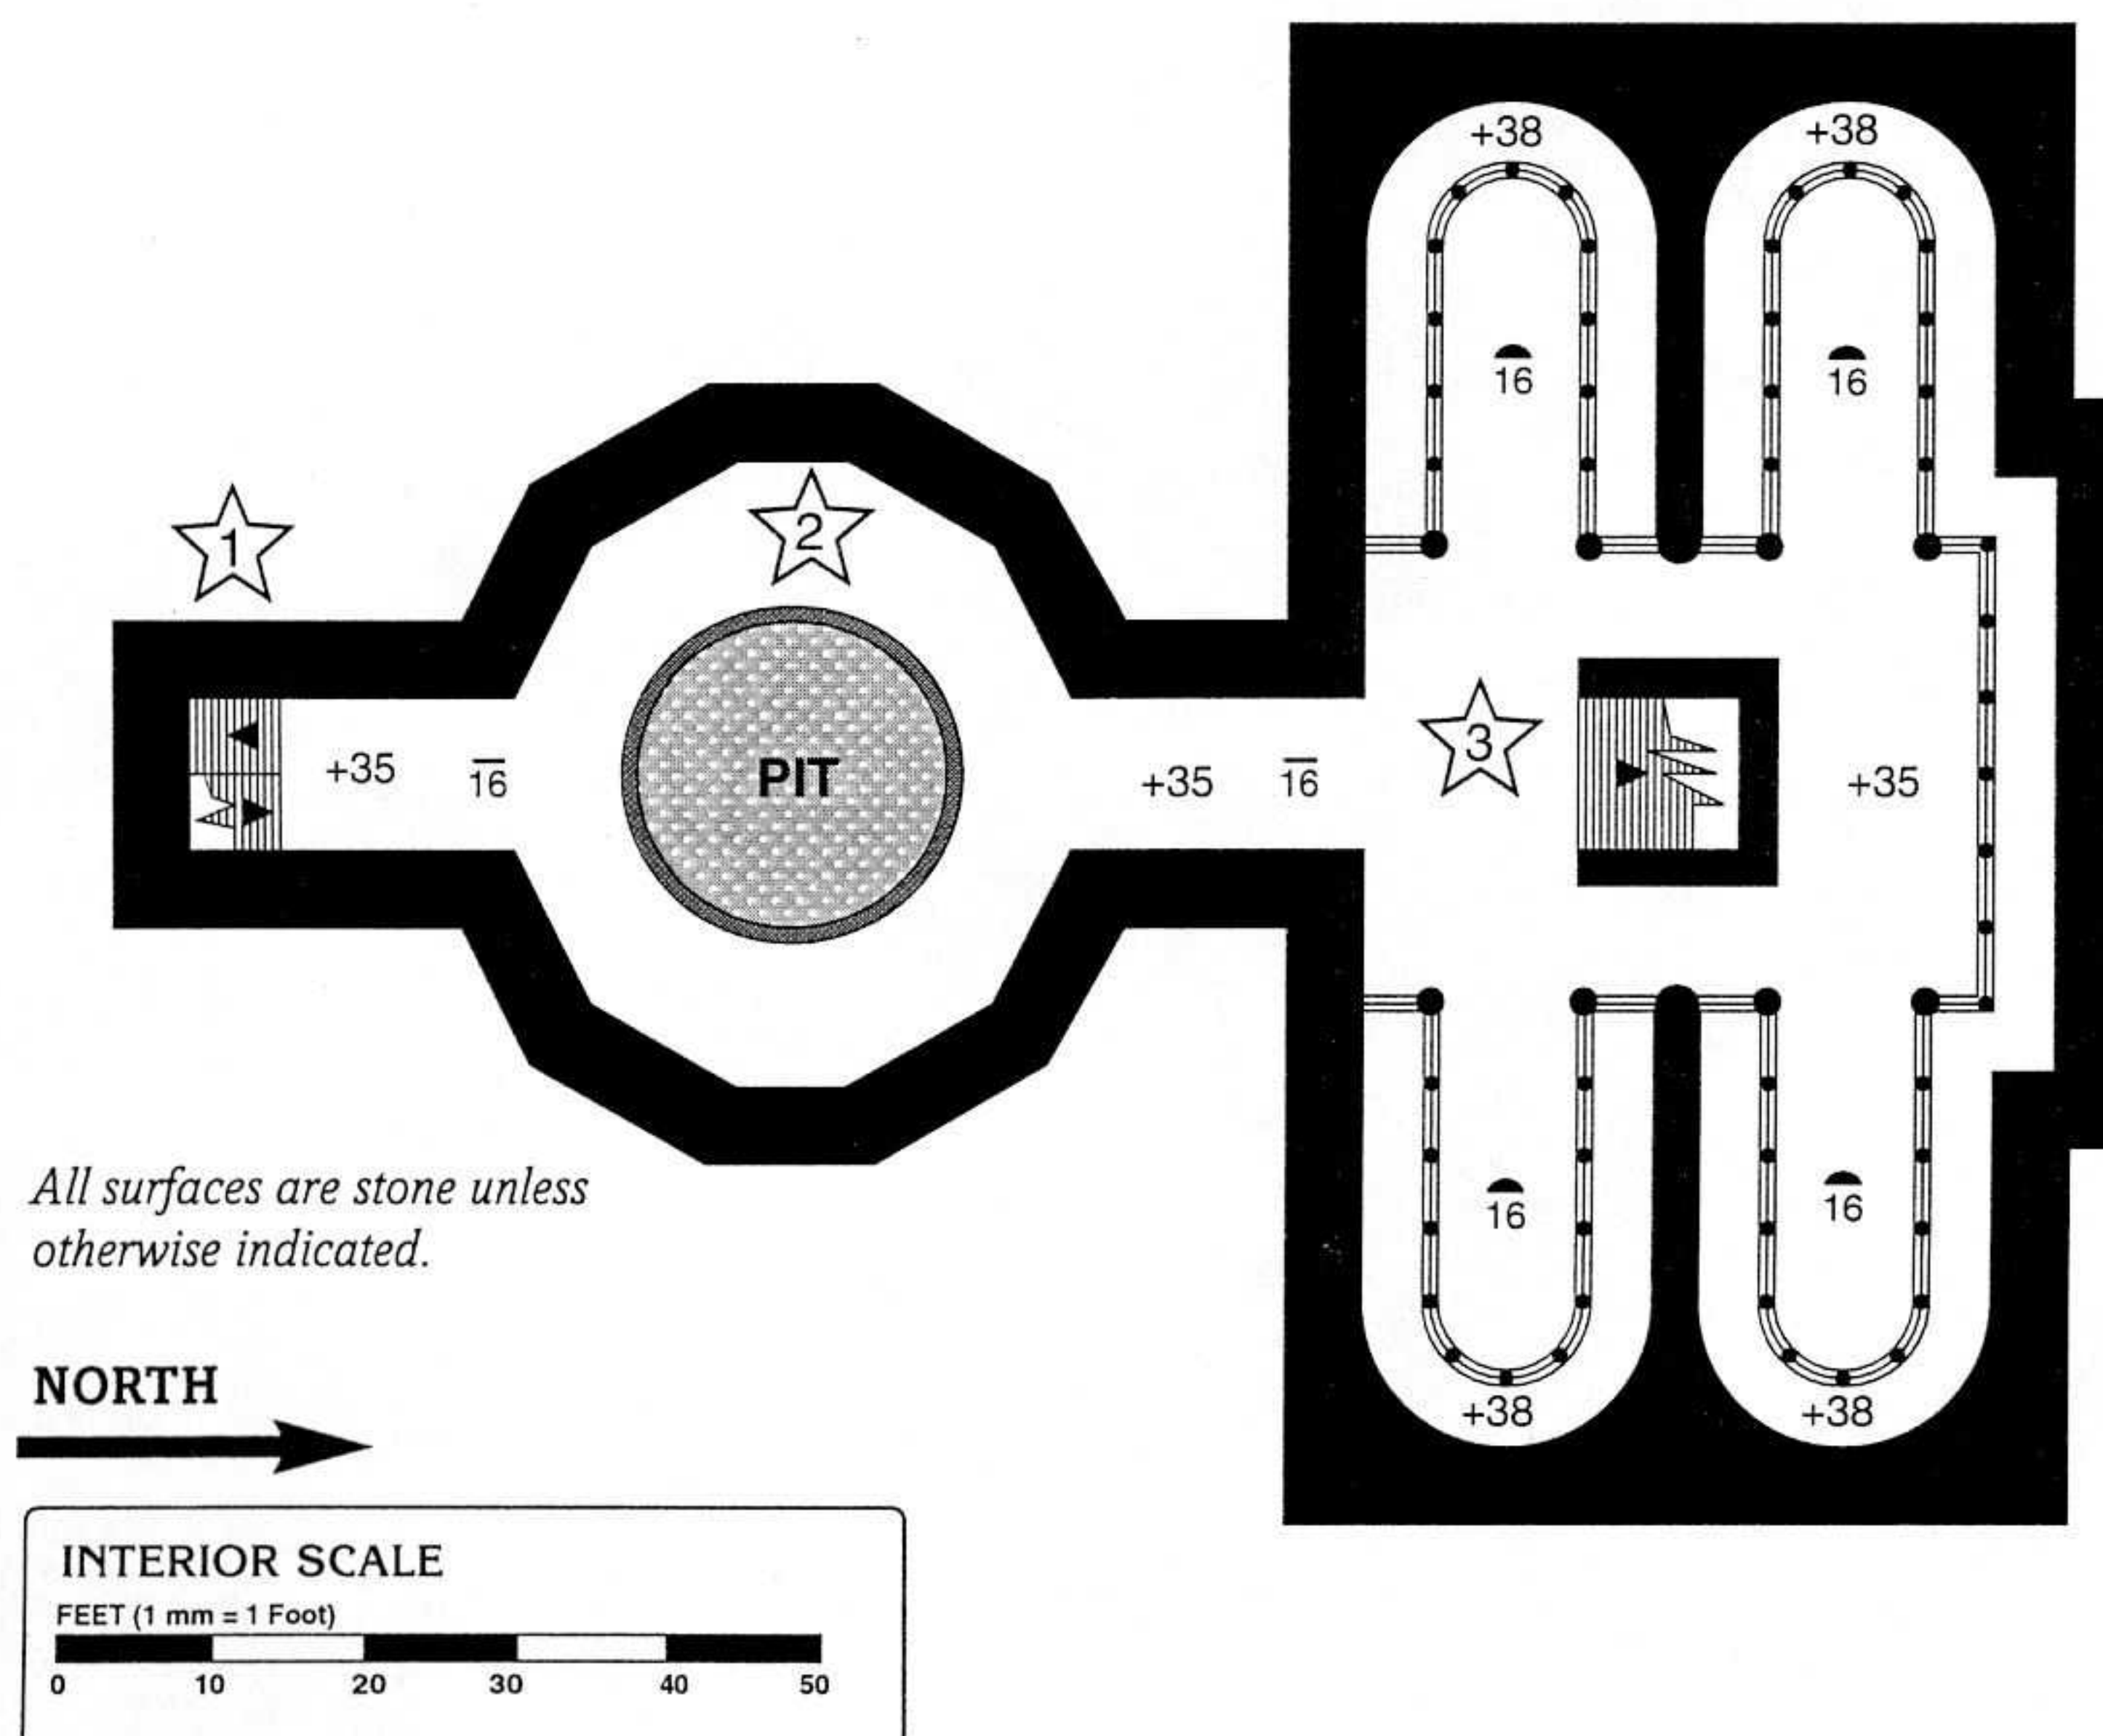 +38
+38
16
16
1
2
3
+35
16
PIT
+35
16
+35
16
16
All surfaces are stone unless
otherwise indicated.
+38
+38
NORTH
INTERIOR SCALE
FEET (1 mm = 1 Foot)
0 10 20 30 40 50